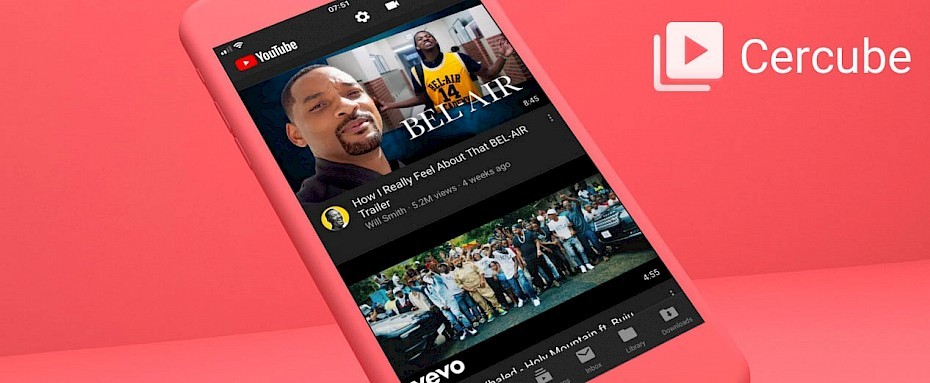 07:51
YouTube
Cercube
BEL-AIR
14
BEL-AIR
8:45
How I Really Feel About That BEL-AIR
Trailer
Will Smith · 5.2M views · 4 weeks ago
4:55
vevo
Khaled - Holy Mountain ft. Buju
Inbox
Library
Downloads